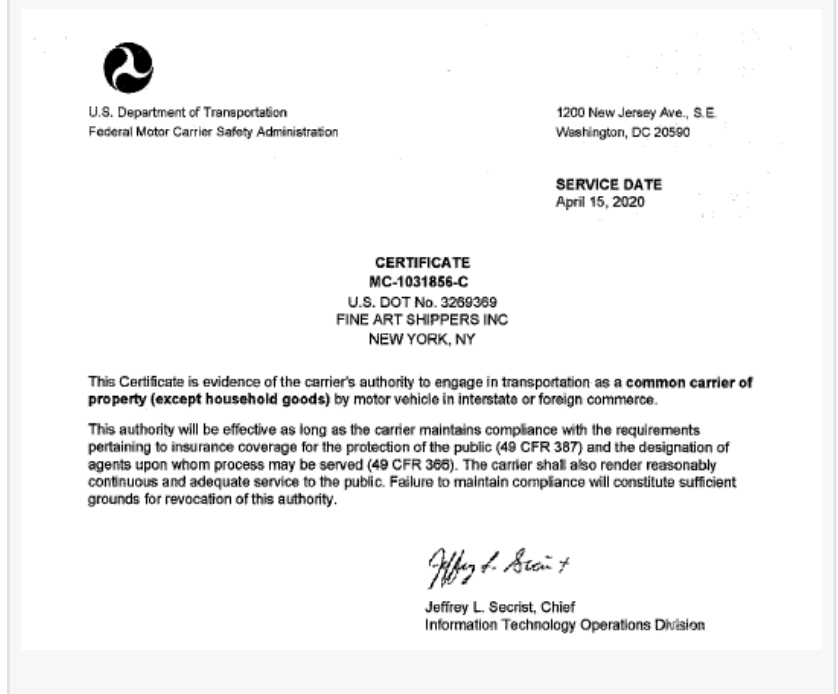 U.S. Department of Transportation
Federal Motor Carrier Safety Administration
1200 New Jersey Ave., S.E.
Washington, DC 20590
SERVICE DATE
April 15, 2020
CERTIFICATE
MC-1031856-C
U.S. DOT No. 3269369
FINE ART SHIPPERS INC
NEW YORK, NY
This Certificate is evidence of the carrier's authority to engage in transportation as a common carrier of
property (except household goods) by motor vehicle in interstate or foreign commerce.
This authority will be effective as long as the carrier maintains compliance with the requirements
pertaining to insurance coverage for the protection of the public (49 CFR 387) and the designation of
agents upon whom process may be served (49 CFR 366). The carrier shall also render reasonably
continuous and adequate service to the public. Failure to maintain compliance will constitute sufficient
grounds for revocation of this authority.
Jeffrey L. Secrist, Chief
Information Technology Operations Division